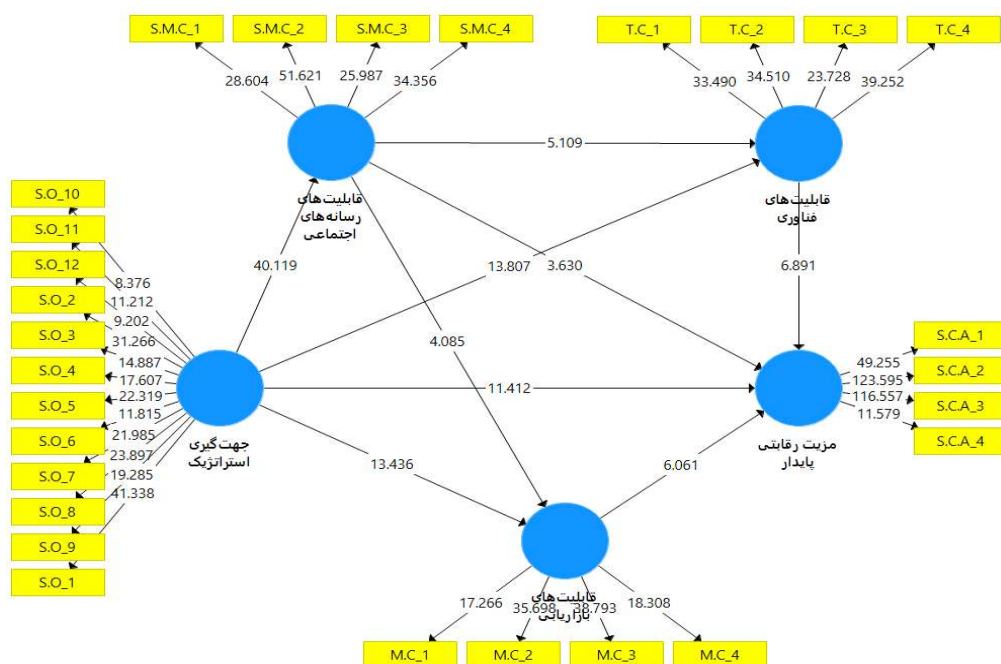 S.M.C_1 S.M.C_2 S.M.C_3 S.M.C_4
T.C_1 T.C_2 T.C_3 T.C_4
28.604 51.621 25.987 34.356
33.490 34.510 23.728 39.252
5.109
قابلیت‌های
رسانه‌های
اجتماعی
قابلیت‌های
فناوری
S.O_10
S.O_11
S.O_12
S.O_2
S.O_3
S.O_4
S.O_5
S.O_6
S.O_7
S.O_8
S.O_9
S.O_1
40.119
13.807
3.630
6.891
8.376
11.212
9.202
31.266
14.887
17.607
22.319
11.815
21.985
23.897
19.285
41.338
4.085
11.412
49.255
123.595
116.557
11.579
S.C.A_1
S.C.A_2
S.C.A_3
S.C.A_4
جهت‌گیری
استراتژیک
مزیت رقابتی
پایدار
13.436
6.061
قابلیت‌های
بازاریابی
17.266 35.698 38.793 18.308
M.C_1 M.C_2 M.C_3 M.C_4